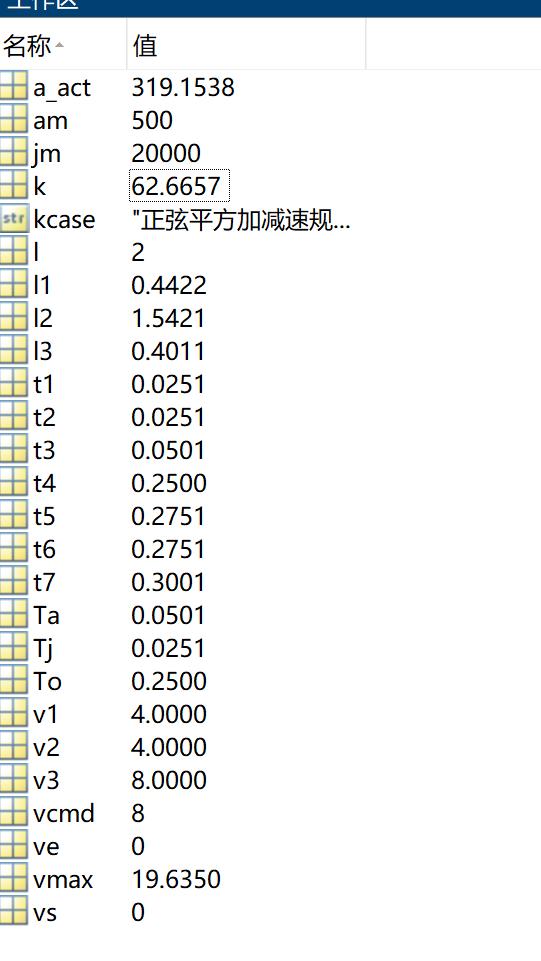 工作区
名称 值
a_act 319.1538
am 500
jm 20000
k 62.6657
str kcase "正弦平方加减速规...
l 2
l1 0.4422
l2 1.5421
l3 0.4011
t1 0.0251
t2 0.0251
t3 0.0501
t4 0.2500
t5 0.2751
t6 0.2751
t7 0.3001
Ta 0.0501
Tj 0.0251
To 0.2500
v1 4.0000
v2 4.0000
v3 8.0000
vcmd 8
ve 0
vmax 19.6350
vs 0